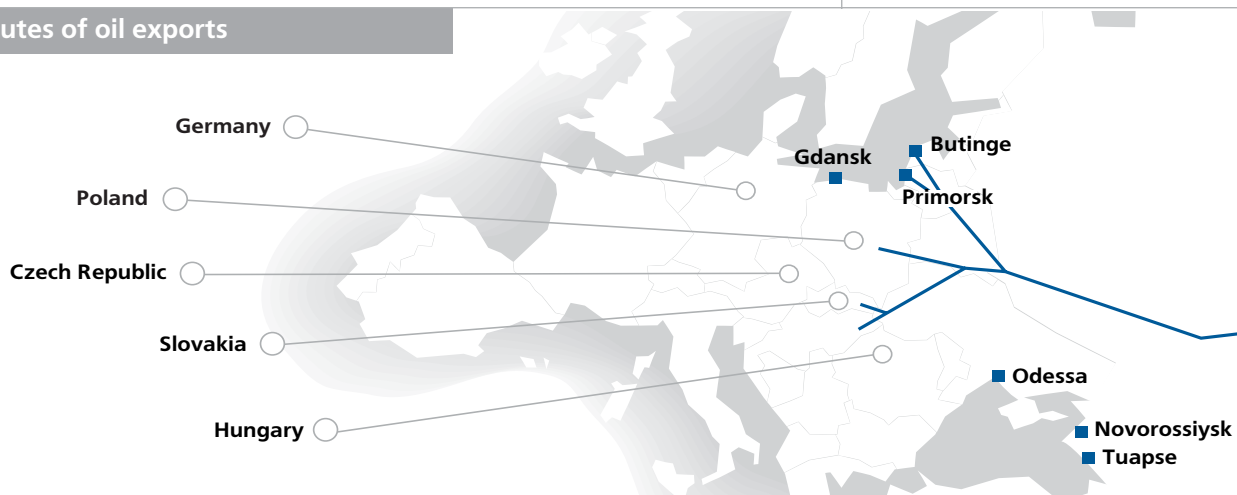 utes of oil exports
Germany
Butinge
Gdansk
Poland
Primorsk
Czech Republic
Slovakia
Odessa
Hungary
Novorossiysk
Tuapse